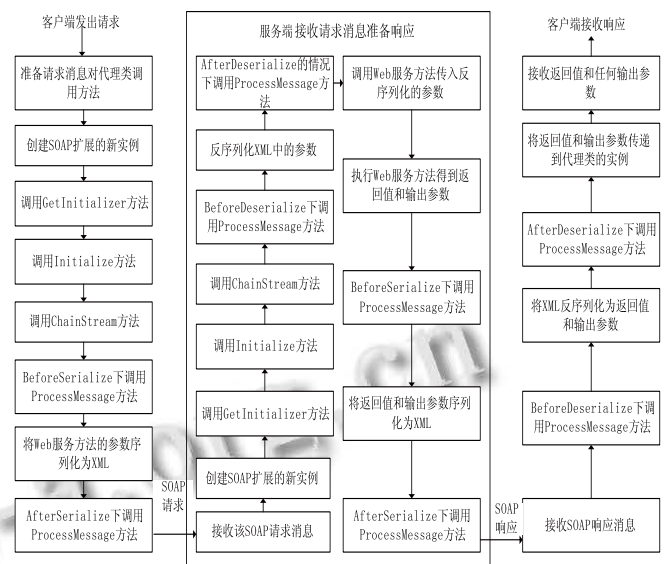 客户端发出请求
准备请求消息对代理类调
用方法
创建SOAP扩展的新实例
调用GetInitializer方法
调用Initialize方法
调用ChainStream方法
BeforeSerialize下调用
ProcessMessage方法
将Web服务方法的参数序
列化为XML
AfterSerialize下调用
ProcessMessage方法
SOAP
请求
服务端接收请求消息准备响应
接收该SOAP请求消息
创建SOAP扩展的新实例
调用GetInitializer方法
调用Initialize方法
调用ChainStream方法
BeforeDeserialize下调
用ProcessMessage方法
反序列化XML中的参数
AfterDeserialize的情况
下调用ProcessMessage方
法
调用Web服务方法传入反
序列化的参数
执行Web服务方法得到返
回值和输出参数
BeforeSerialize下调用
ProcessMessage方法
将返回值和输出参数序列
化为XML
AfterSerialize下调用
ProcessMessage方法
SOAP
响应
接收SOAP响应消息
BeforeDeserialize下调
用ProcessMessage方法
将XML反序列化为返回值
和输出参数
AfterDeserialize下调用
ProcessMessage方法
将返回值和输出参数传递
到代理类的实例
接收返回值和任何输出参
数
客户端接收响应